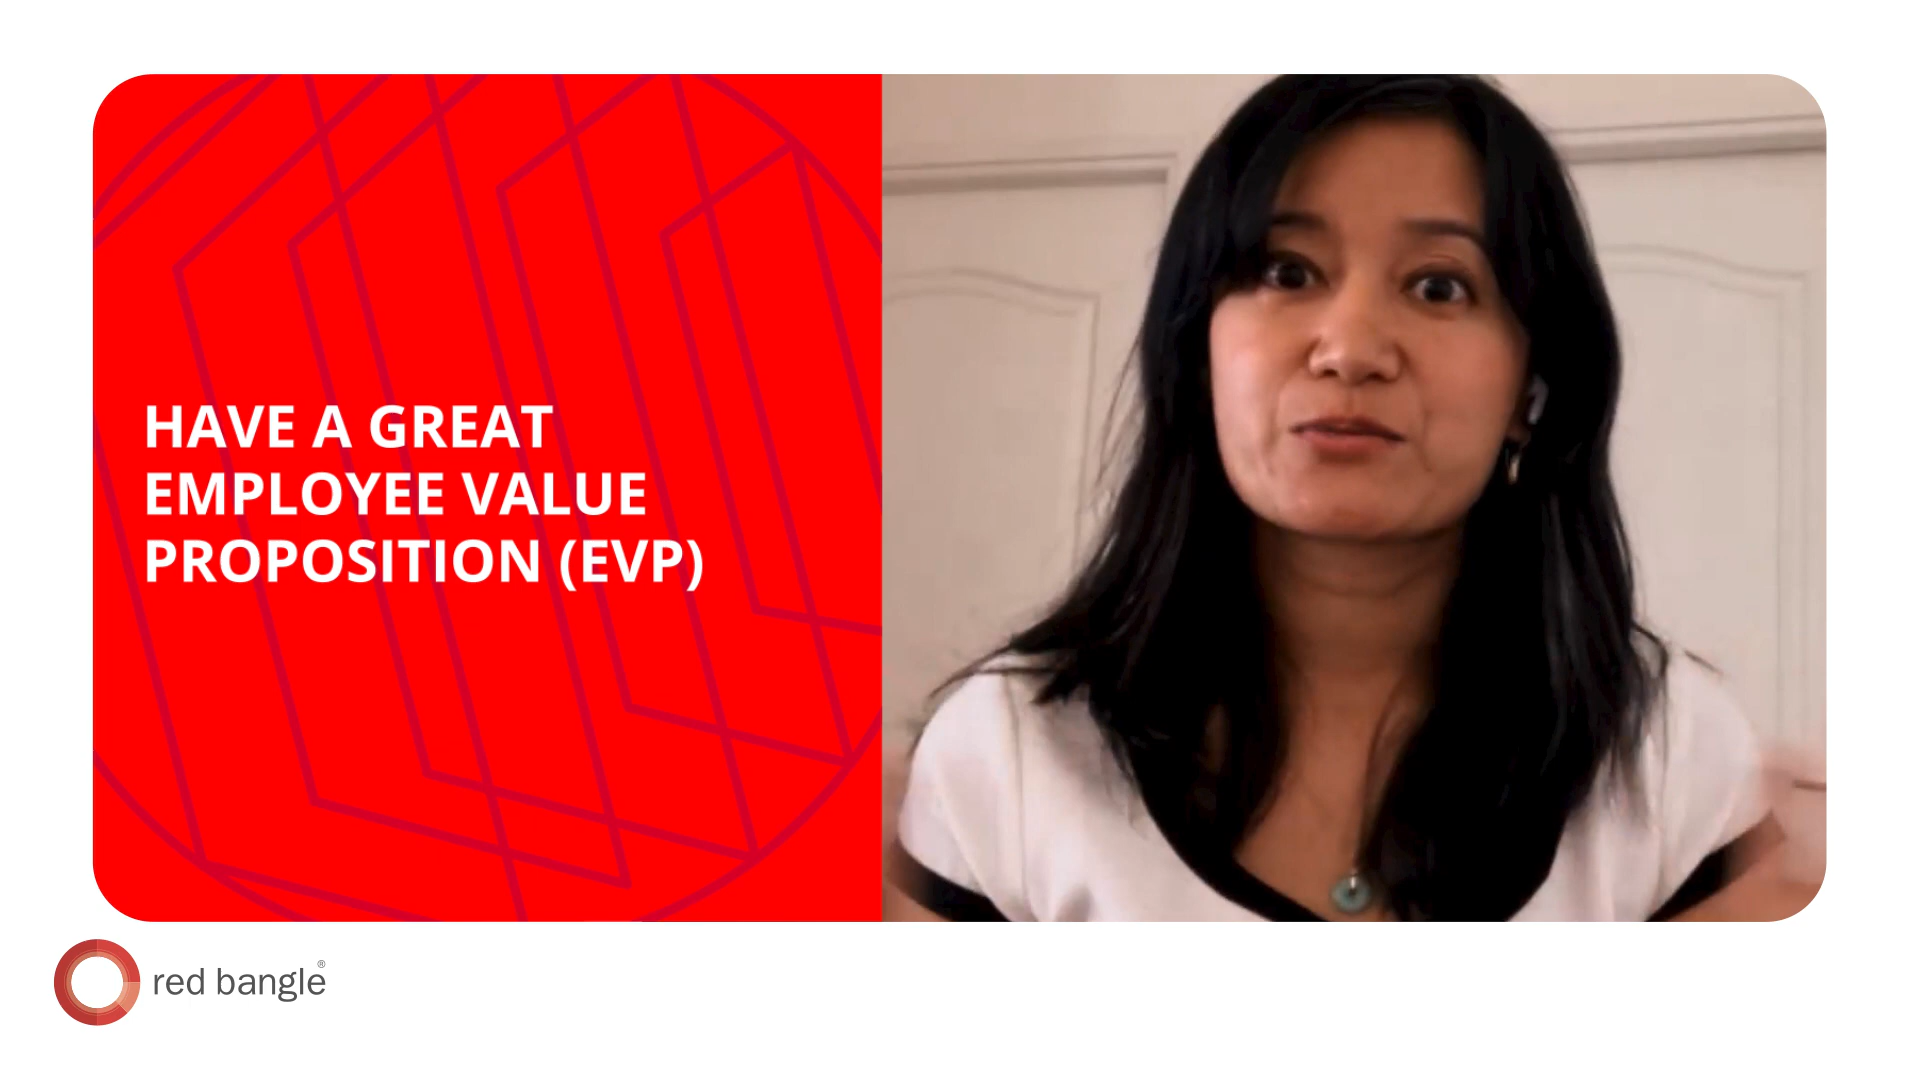 HAVE A GREAT
EMPLOYEE VALUE
PROPOSITION (EVP)
red bangle®